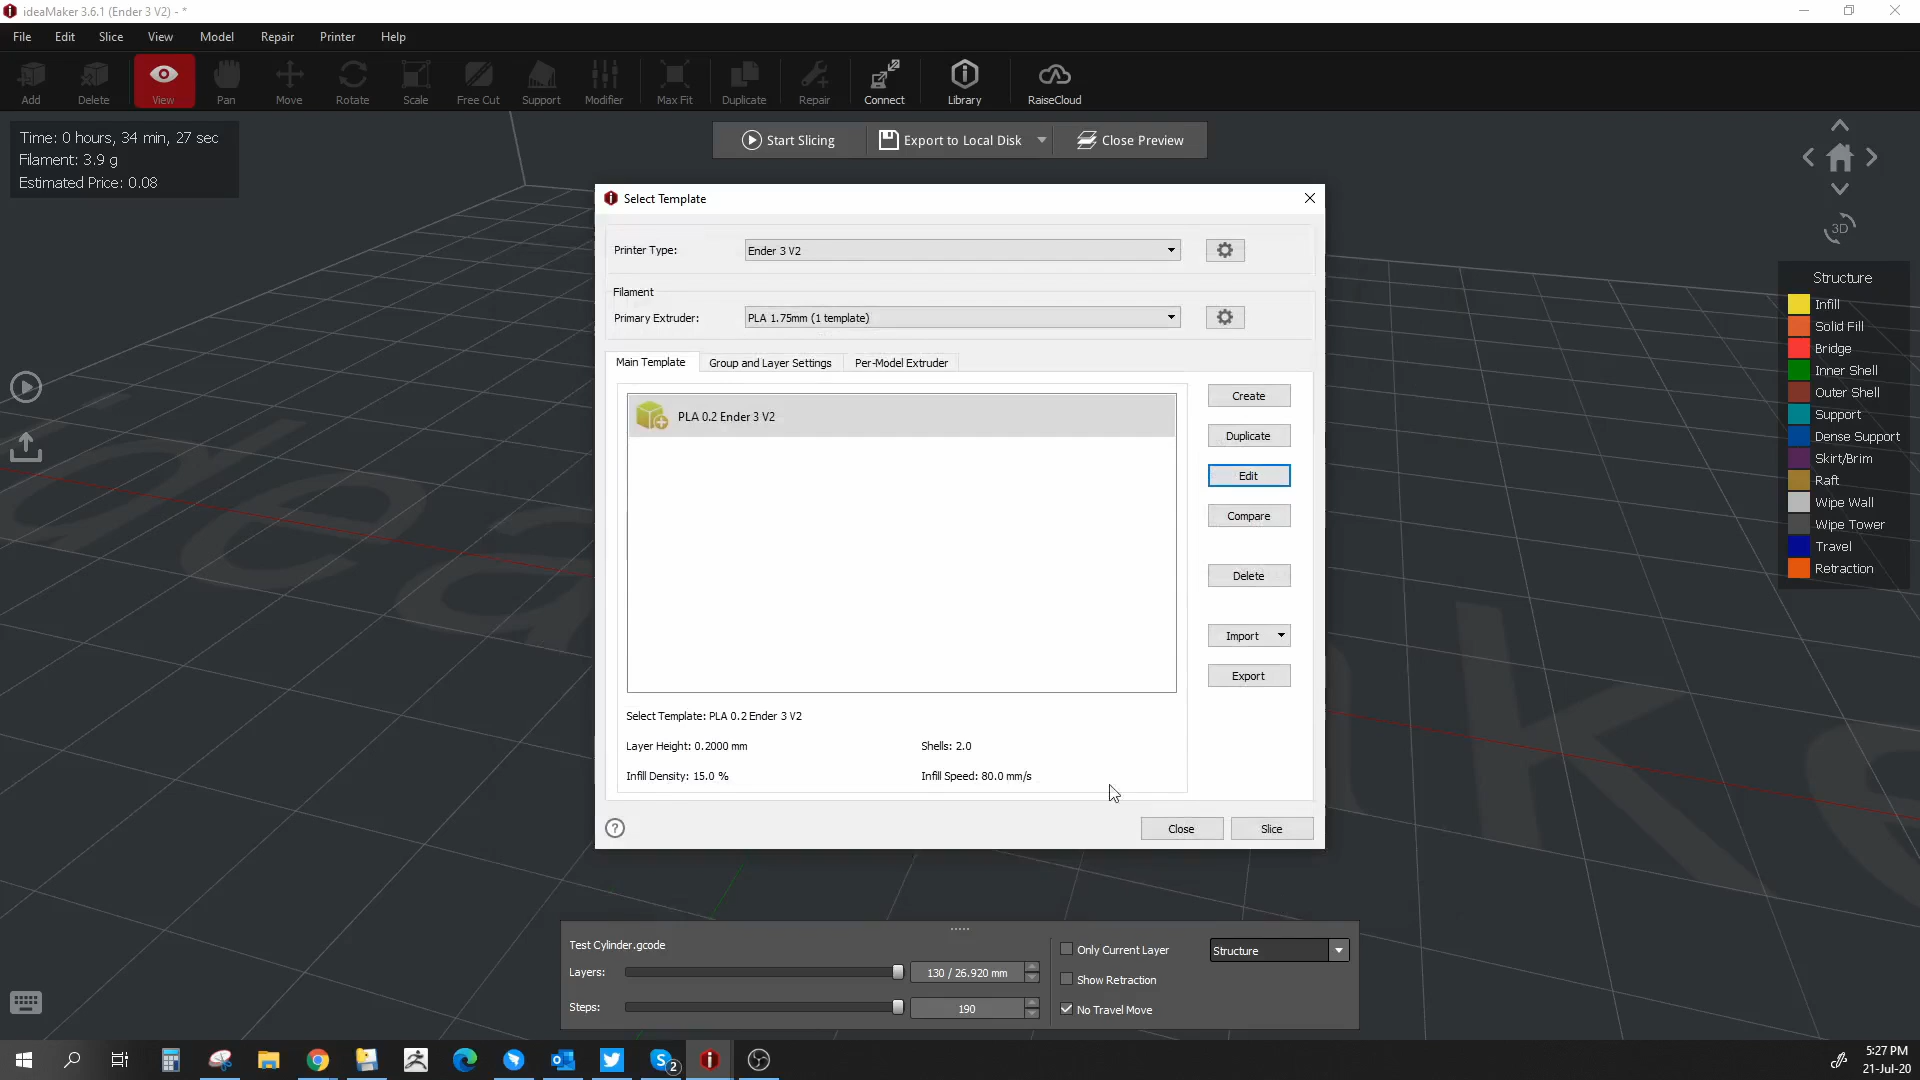 ideaMaker 3.6.1 (Ender 3 V2) - *
File Edit Slice View Model Repair Printer Help
Add Delete View Pan Move Rotate Scale Free Cut Support Modifier Max Fit Duplicate Repair Connect Library RaiseCloud
Time: 0 hours, 34 min, 27 sec
Filament: 3.9 g
Estimated Price: 0.08
Start Slicing Export to Local Disk Close Preview
3D
Select Template
Printer Type: Ender 3 V2
Filament
Primary Extruder: PLA 1.75mm (1 template)
Main Template Group and Layer Settings Per-Model Extruder
PLA 0.2 Ender 3 V2
Create
Duplicate
Edit
Compare
Delete
Import
Export
Select Template: PLA 0.2 Ender 3 V2
Layer Height: 0.2000 mm Shells: 2.0
Infill Density: 15.0 % Infill Speed: 80.0 mm/s
? Close Slice
Structure
Infill
Solid Fill
Bridge
Inner Shell
Outer Shell
Support
Dense Support
Skirt/Brim
Raft
Wipe Wall
Wipe Tower
Travel
Retraction
Test Cylinder.gcode
Layers: 130 / 26.920 mm
Steps: 190
Only Current Layer Structure
Show Retraction
No Travel Move
2
5:27 PM
21-Jul-20